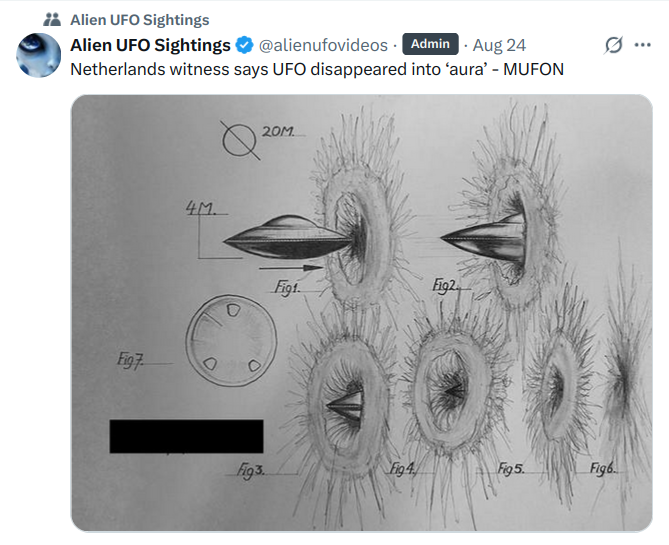 Alien UFO Sightings
Alien UFO Sightings @alienufovideos · Admin · Aug 24
Netherlands witness says UFO disappeared into ‘aura’ - MUFON
20M.
4M.
Fig1.
Fig2.
Fig7.
Fig3.
Fig4.
Fig5.
Fig6.